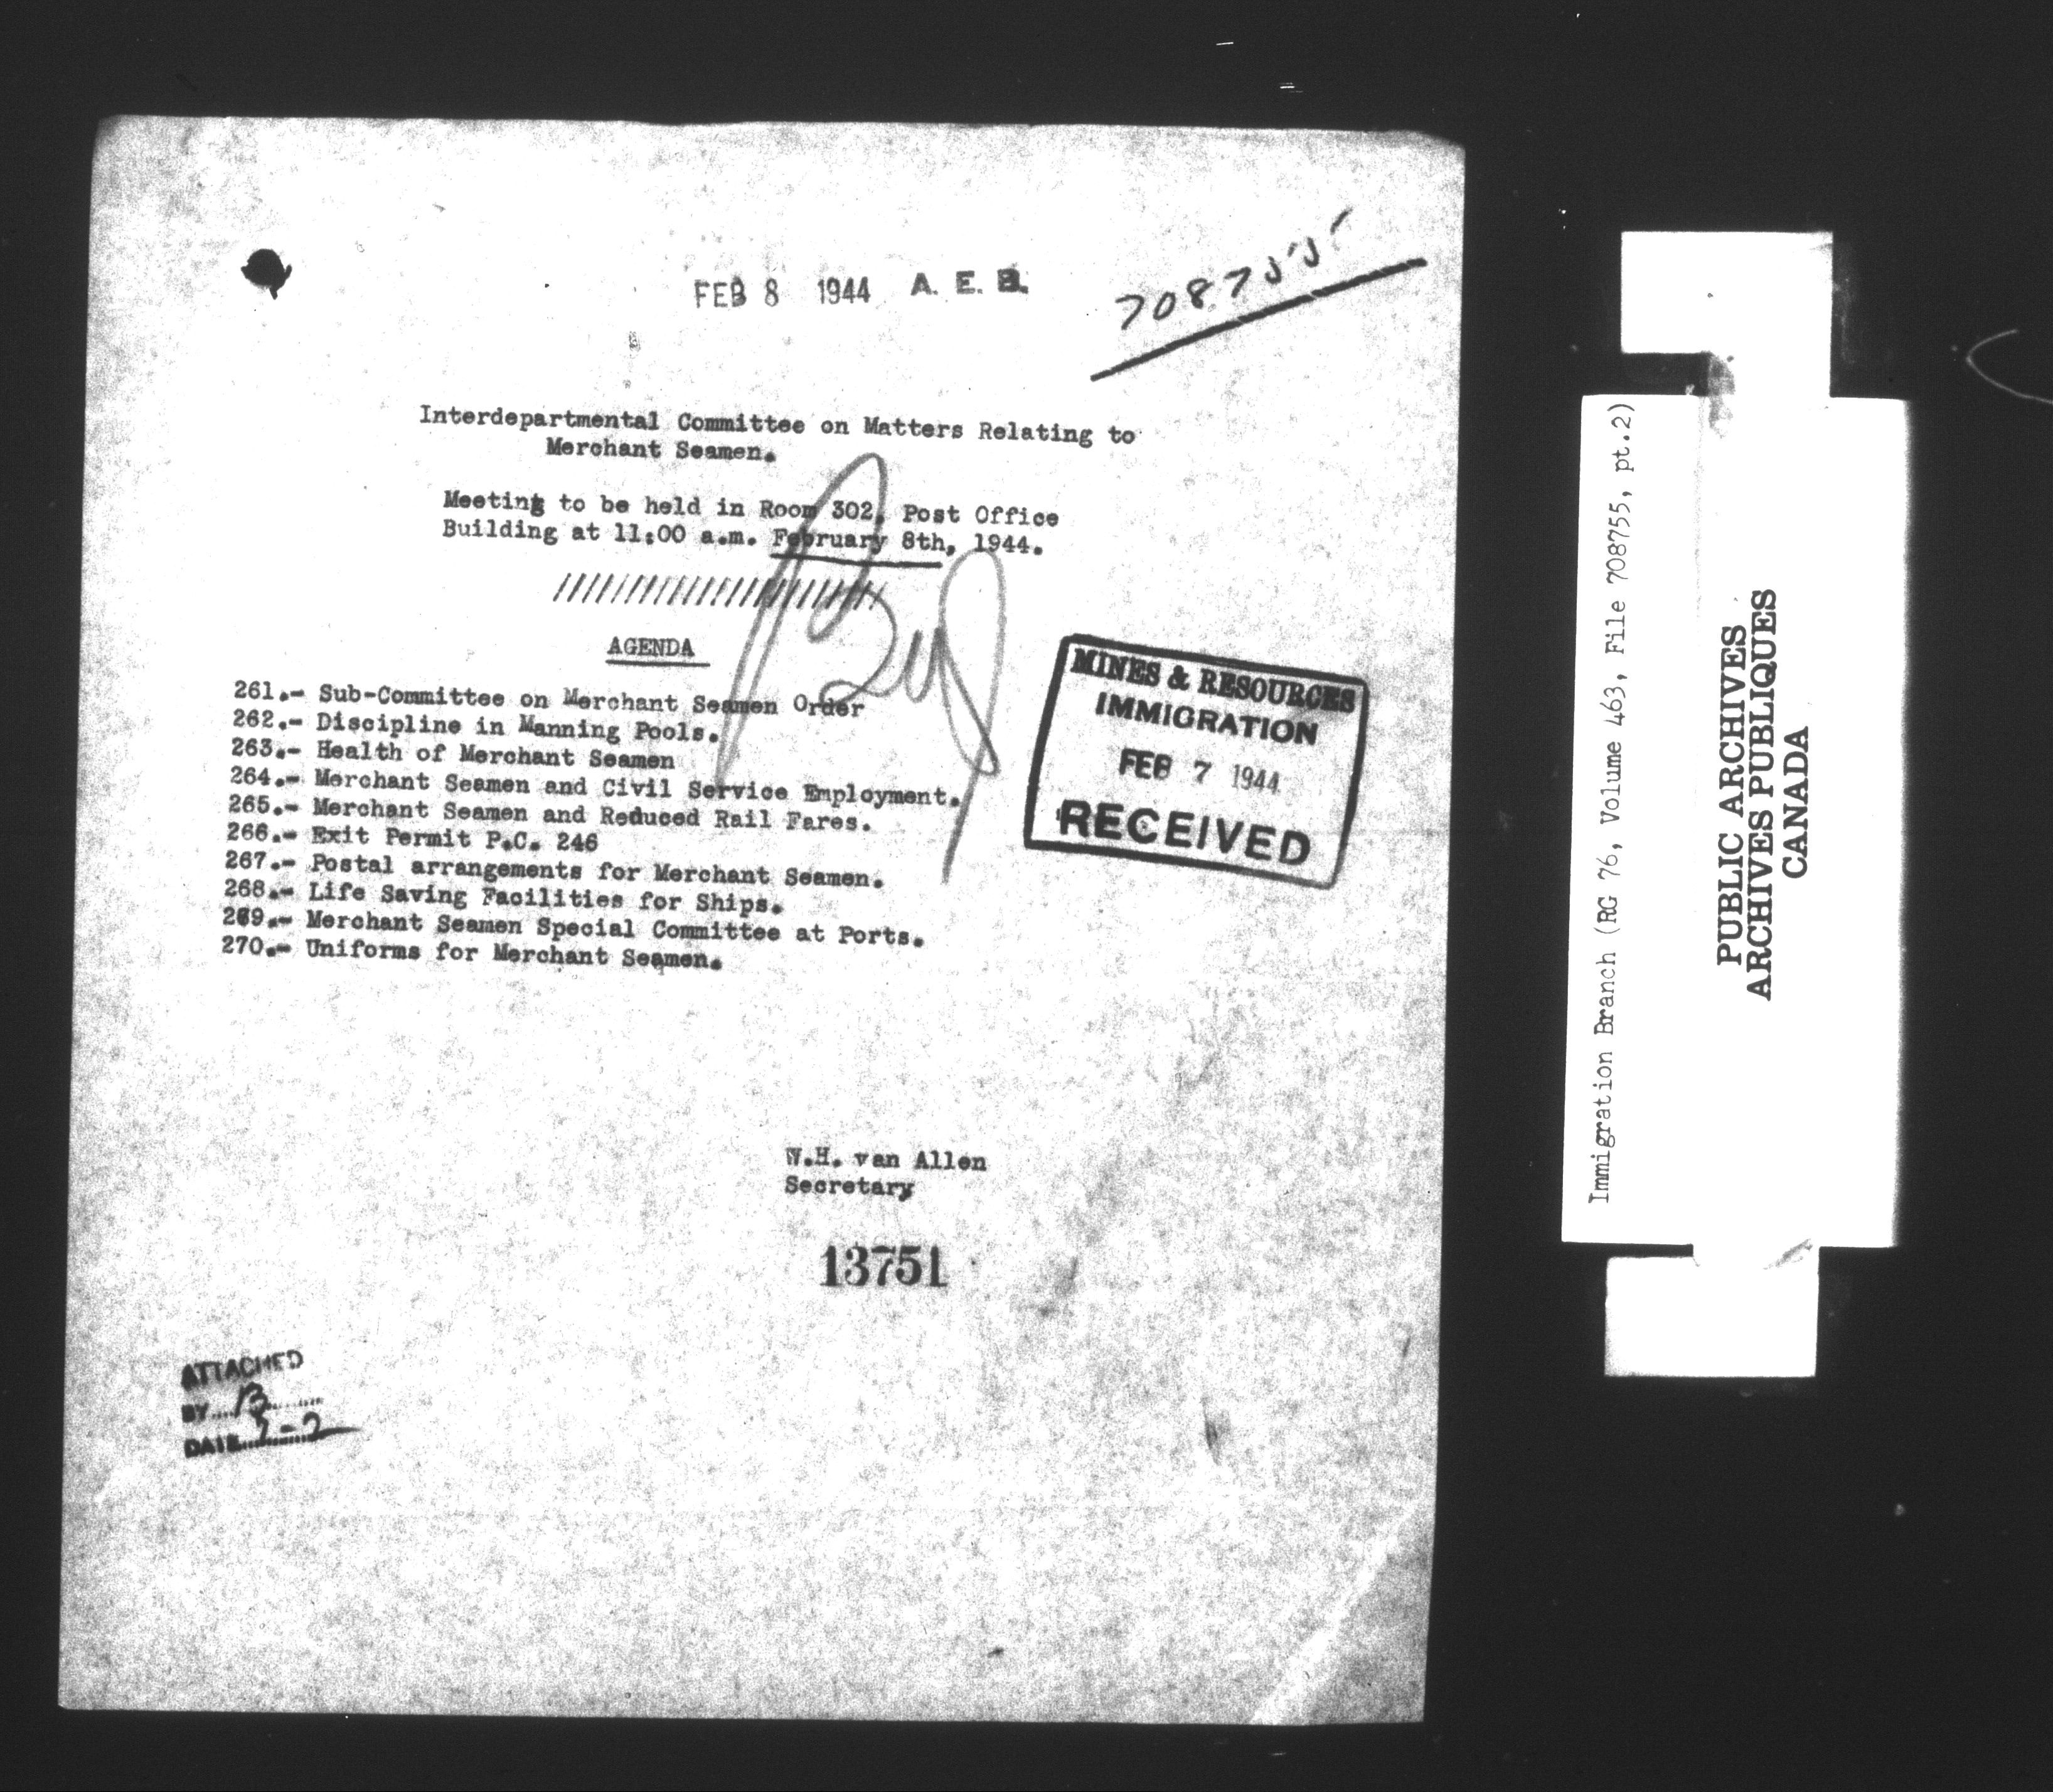 FEB 8 1944 A. E. B.
708755
Interdepartmental Committee on Matters Relating to
Merchant Seamen.
Meeting to be held in Room 302, Post Office
Building at 11:00 a.m. February 8th, 1944.
////////////////////////
AGENDA
261.- Sub-Committee on Merchant Seamen Order
262.- Discipline in Manning Pools.
263.- Health of Merchant Seamen
264.- Merchant Seamen and Civil Service Employment.
265.- Merchant Seamen and Reduced Rail Fares.
266.- Exit Permit P.C. 246
267.- Postal arrangements for Merchant Seamen.
268.- Life Saving Facilities for Ships.
269.- Merchant Seamen Special Committee at Ports.
270.- Uniforms for Merchant Seamen.
MINES & RESOURCES
IMMIGRATION
FEB 7 1944
RECEIVED
W.H. van Allen
Secretary
13751
ATTACHED
BY....B.........
DATE
Immigration Branch (RG 76, Volume 463, File 708755, pt.2)
PUBLIC ARCHIVES
ARCHIVES PUBLIQUES
CANADA